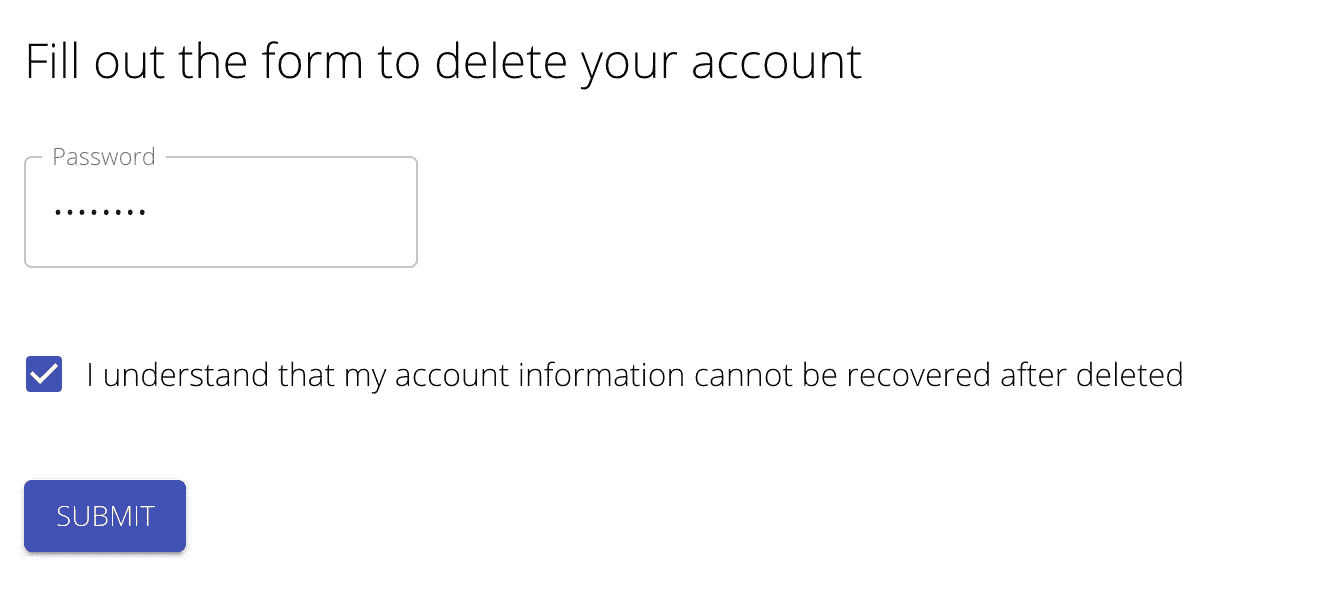 Fill out the form to delete your account
Password
••••••••
I understand that my account information cannot be recovered after deleted
SUBMIT